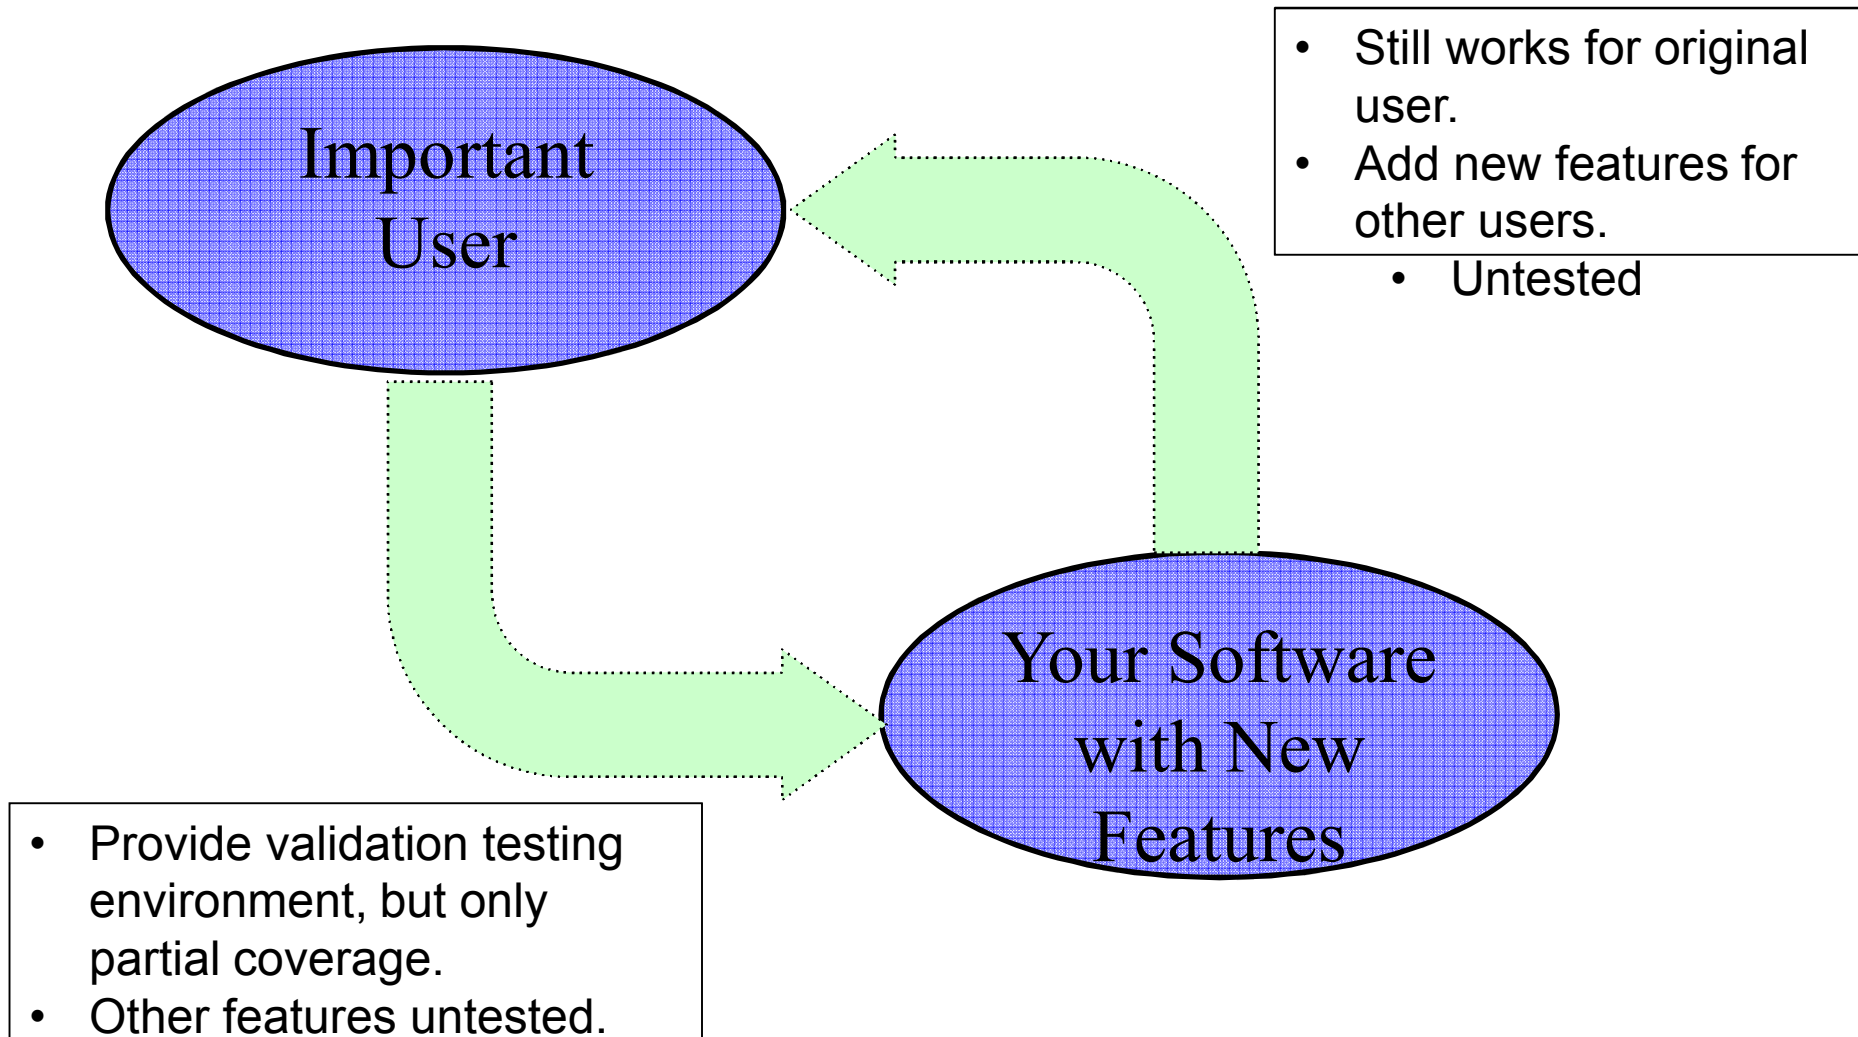 Important
User
• Still works for original
user.
• Add new features for
other users.
• Untested
Your Software
with New
Features
• Provide validation testing
environment, but only
partial coverage.
• Other features untested.